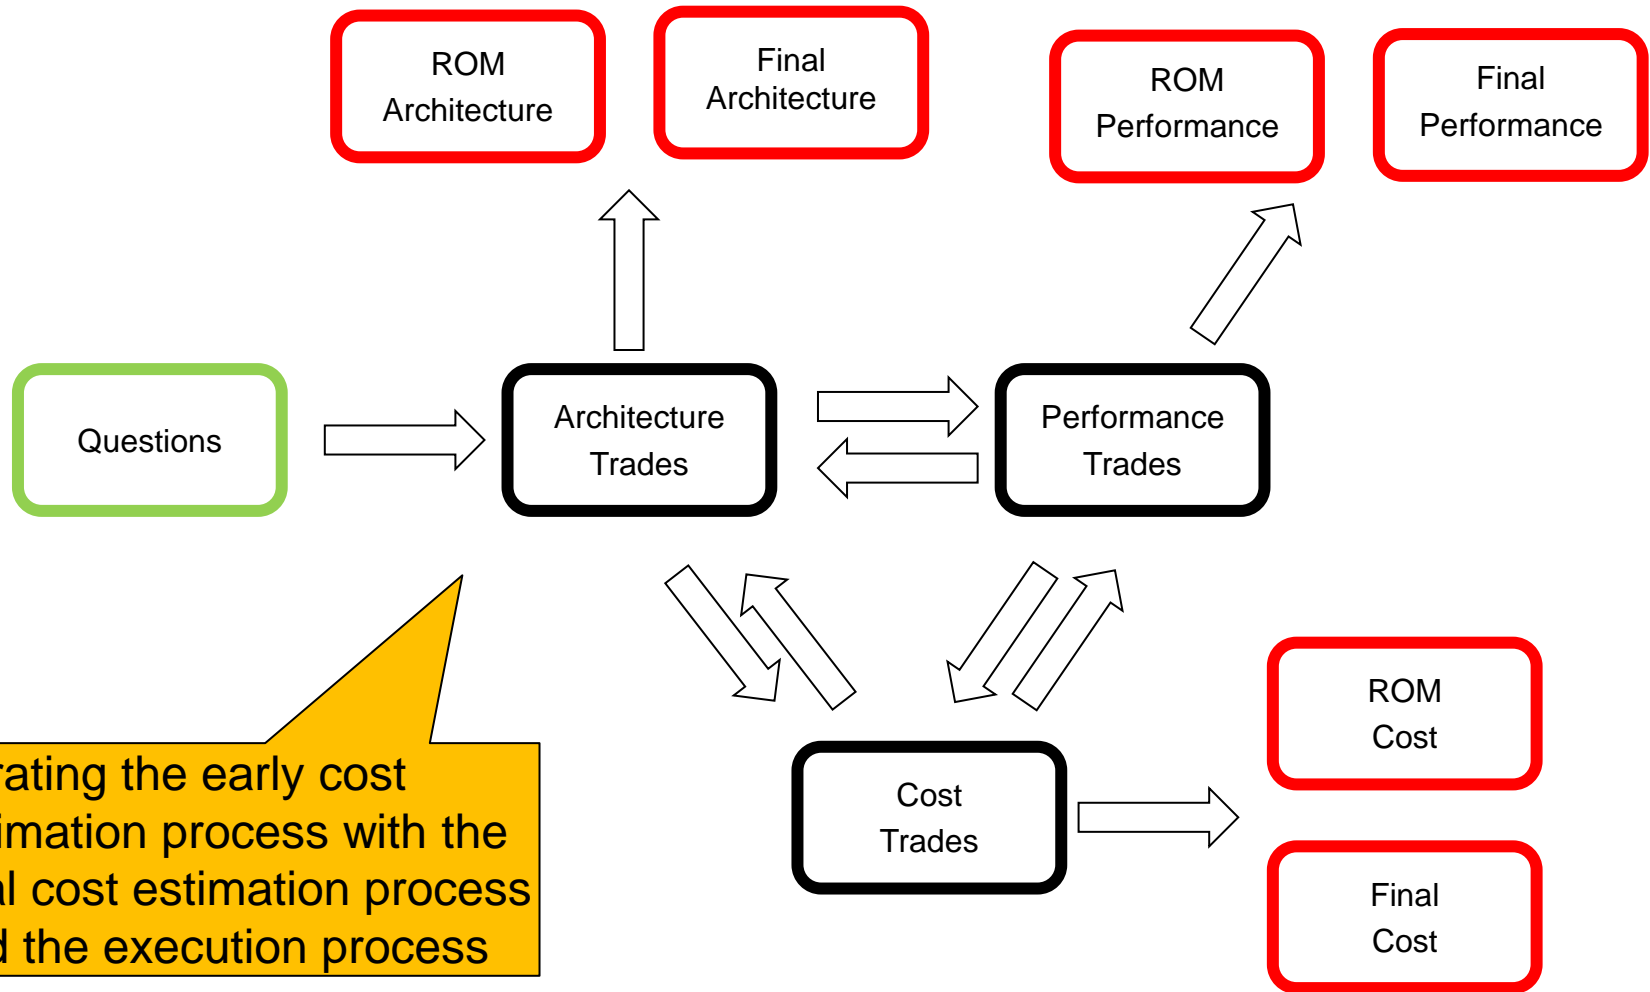 ROM
Architecture
Final
Architecture
ROM
Performance
Final
Performance
Questions
Architecture
Trades
Performance
Trades
rating the early cost
imation process with the
al cost estimation process
d the execution process
Cost
Trades
ROM
Cost
Final
Cost